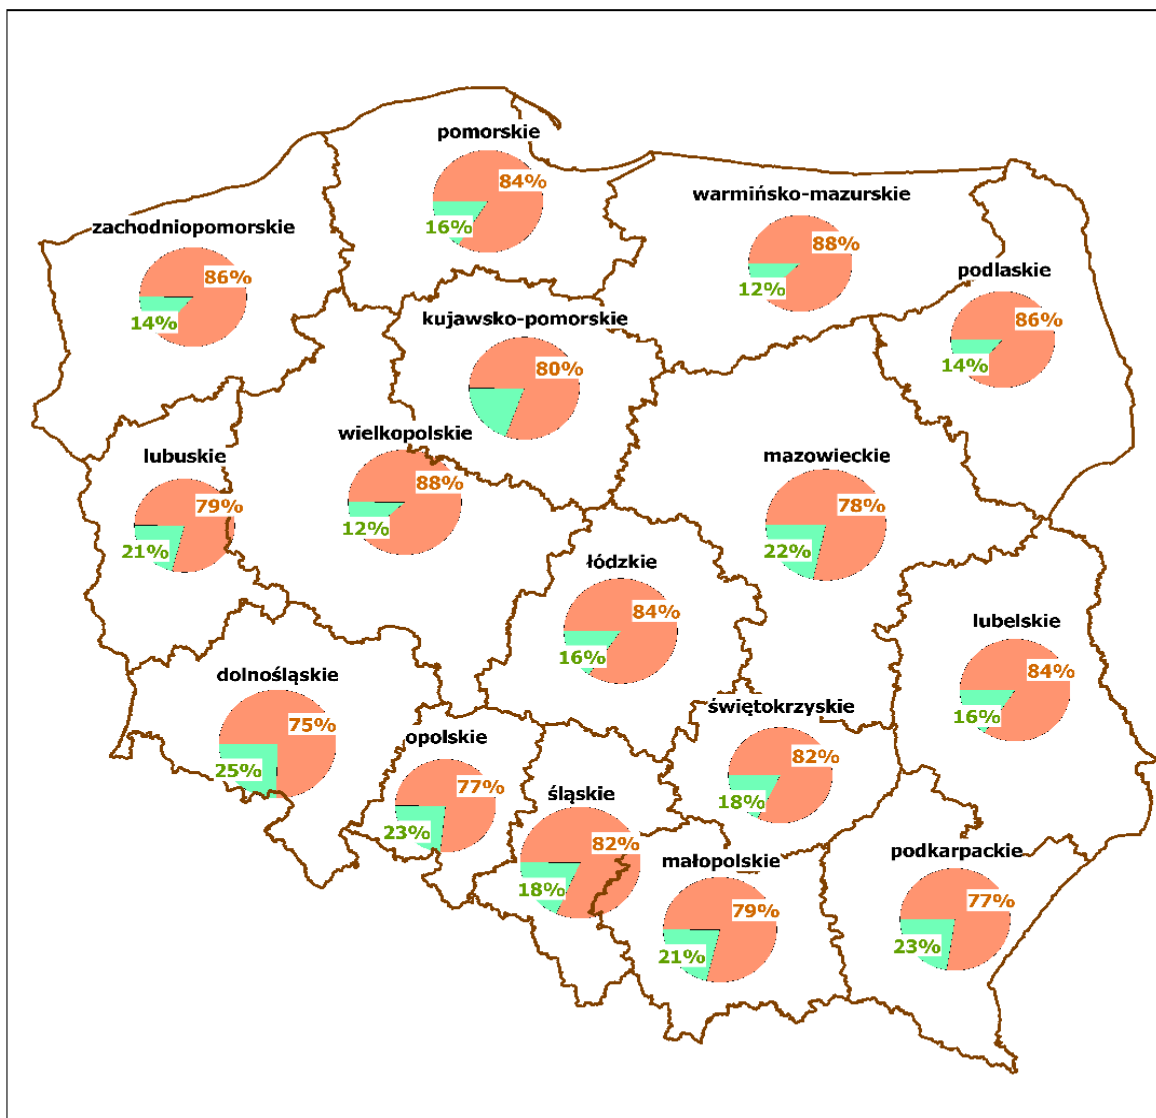 pomorskie
84%
16%
warmińsko-mazurskie
88%
12%
zachodniopomorskie
86%
14%
podlaskie
86%
14%
kujawsko-pomorskie
80%
wielkopolskie
88%
12%
lubuskie
79%
21%
mazowieckie
78%
22%
łódzkie
84%
16%
lubelskie
84%
16%
dolnośląskie
75%
25%
świętokrzyskie
82%
18%
opolskie
77%
23%
śląskie
82%
18%
małopolskie
79%
21%
podkarpackie
77%
23%